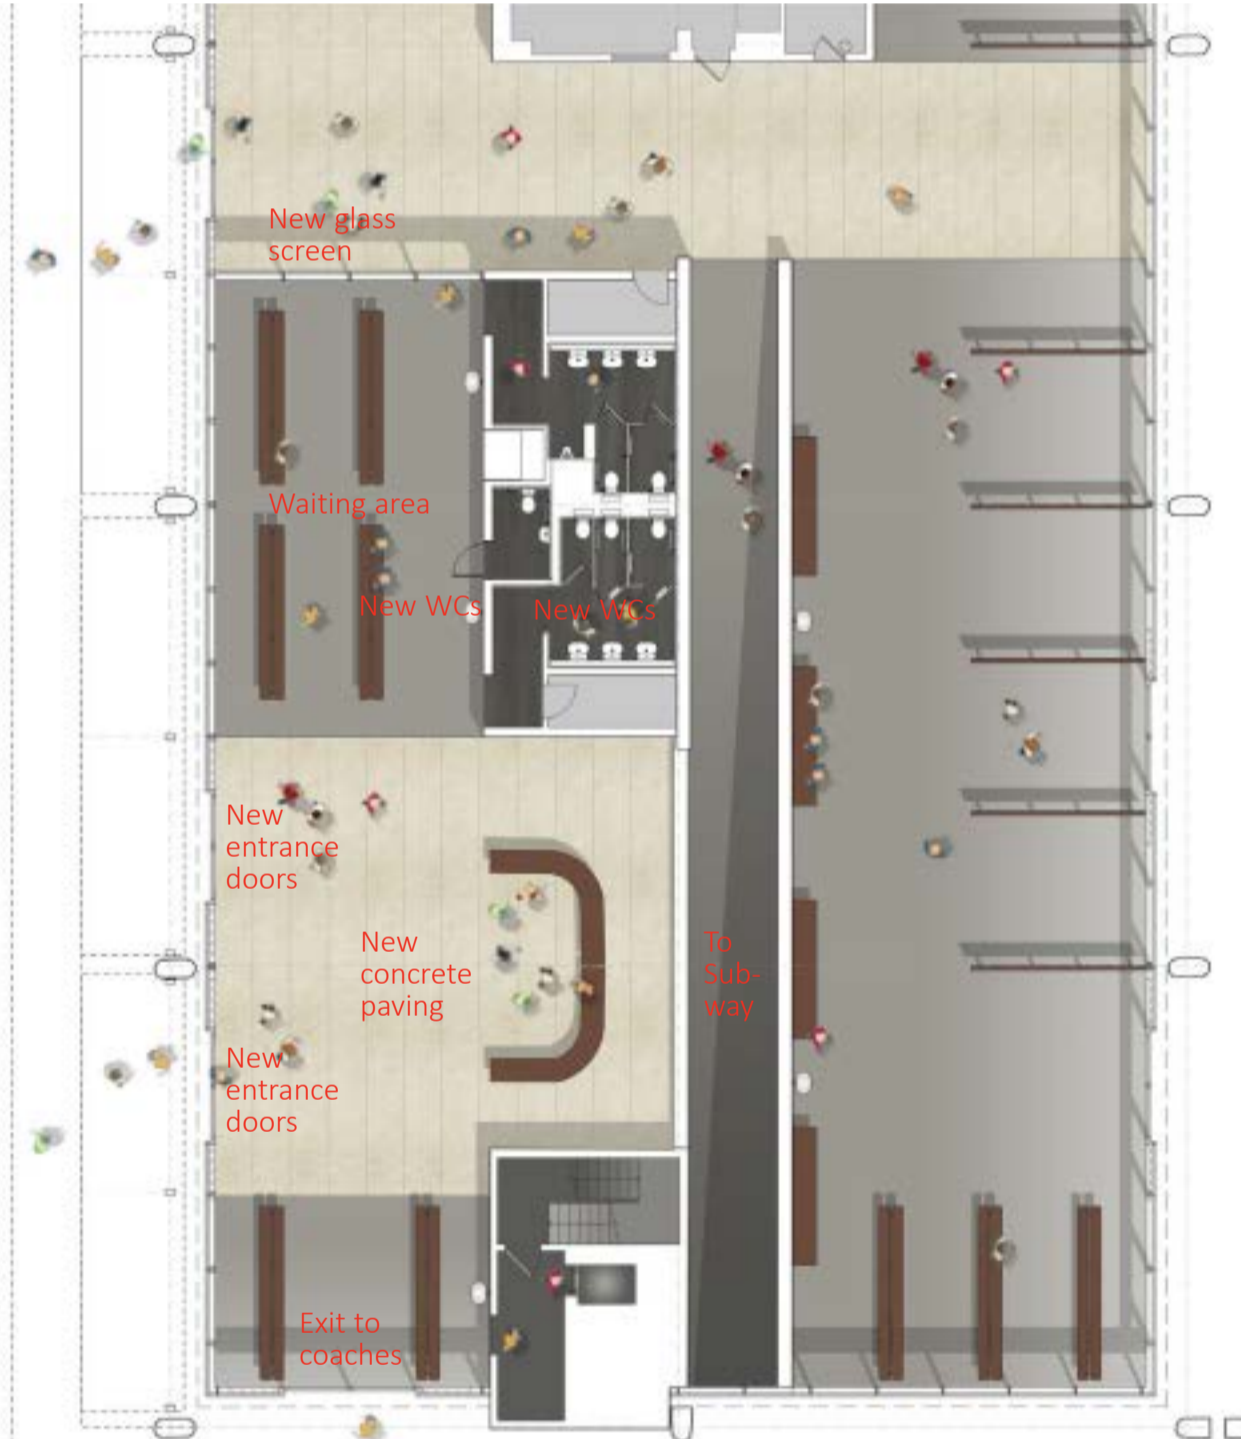 New glass
screen
Waiting area
New WCs
New WCs
New
entrance
doors
New
concrete
paving
To
Sub-
way
New
entrance
doors
Exit to
coaches